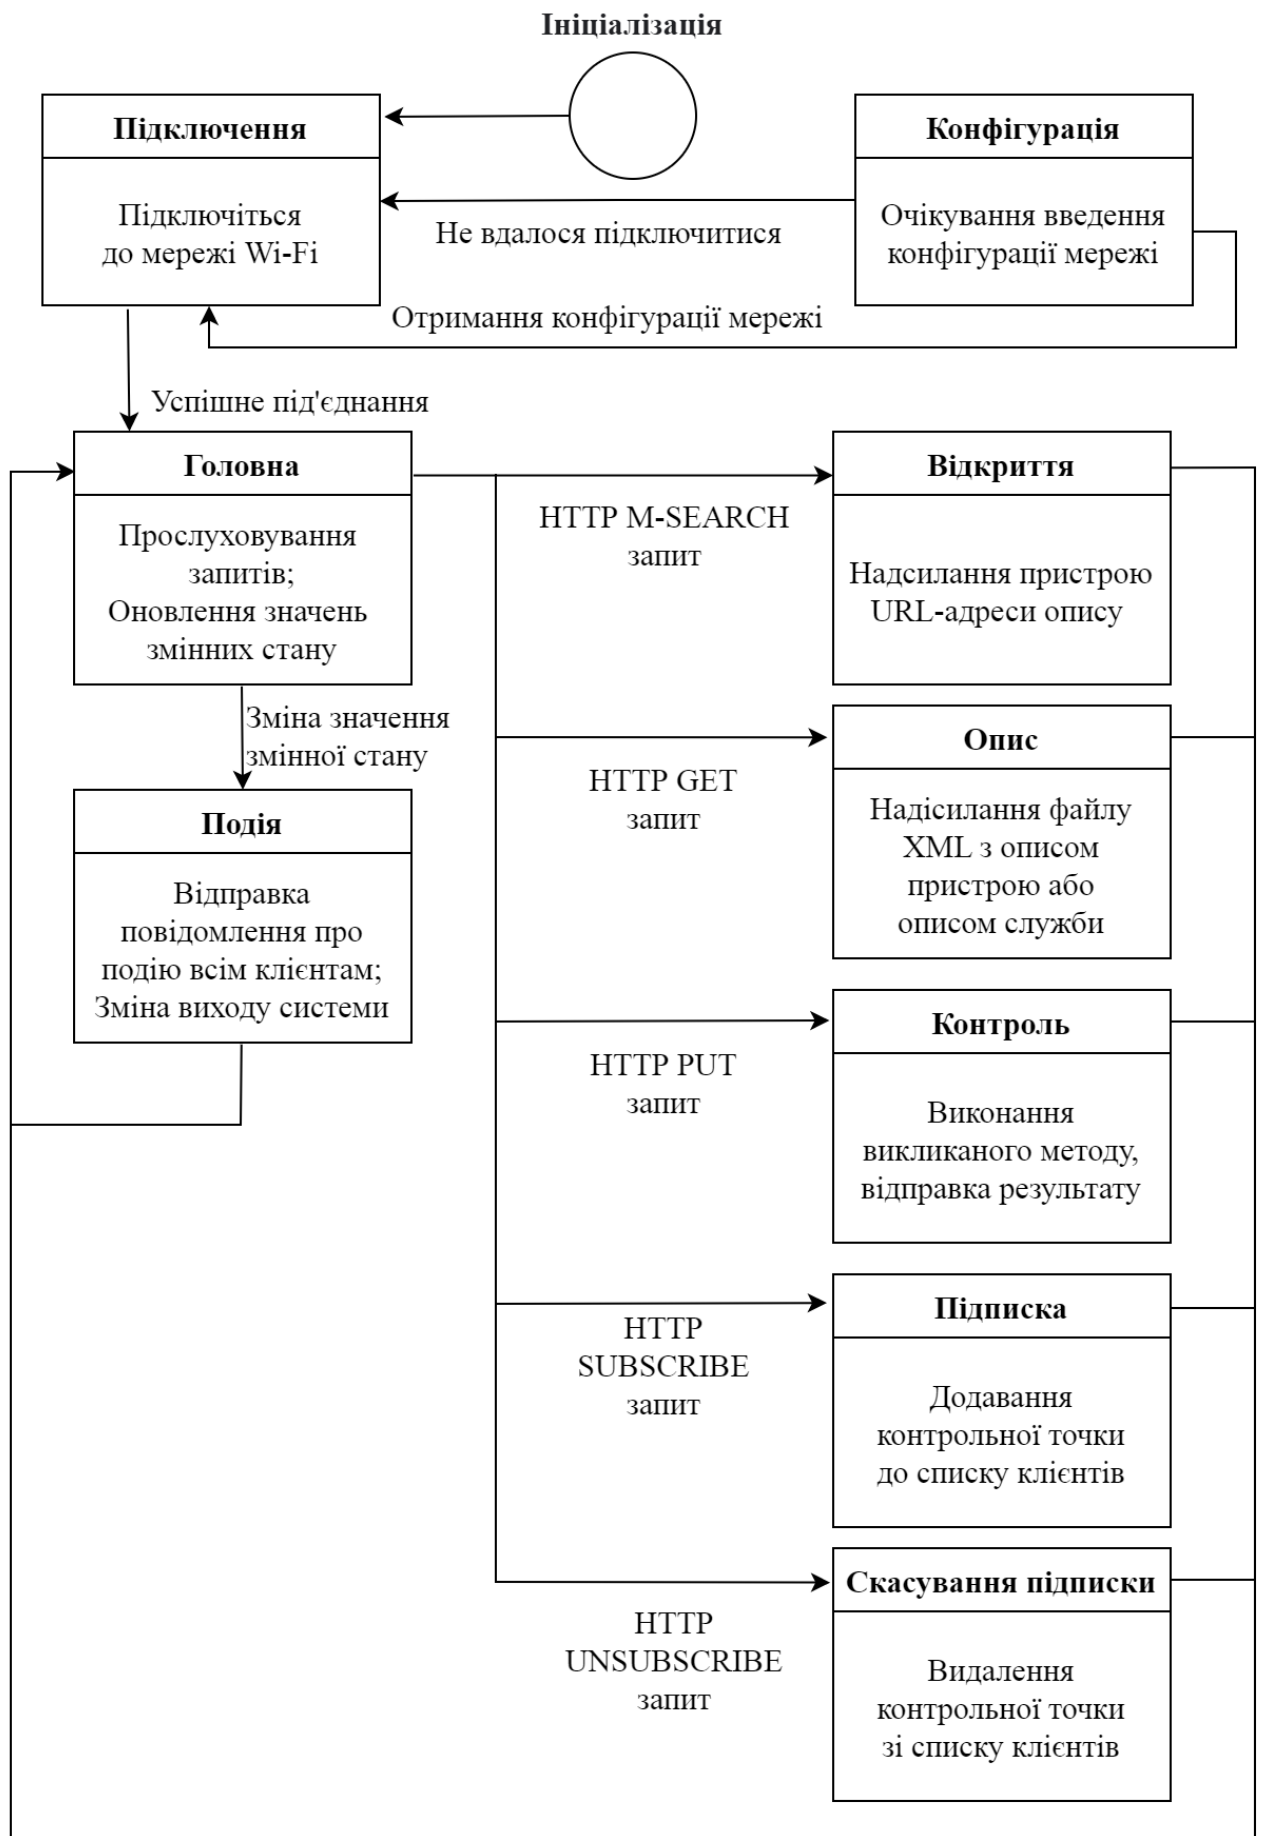 Ініціалізація
Підключення
Підключіться
до мережі Wi-Fi
Конфігурація
Очікування введення
конфігурації мережі
Не вдалося підключитися
Отримання конфігурації мережі
Успішне під'єднання
Головна
Прослуховування
запитів;
Оновлення значень
змінних стану
HTTP M-SEARCH
запит
Відкриття
Надсилання пристрою
URL-адреси опису
Зміна значення
змінної стану
Подія
Відправка
повідомлення про
подію всім клієнтам;
Зміна виходу системи
HTTP GET
запит
Опис
Надісилання файлу
XML з описом
пристрою або
описом служби
HTTP PUT
запит
Контроль
Виконання
викликаного методу,
відправка результату
HTTP
SUBSCRIBE
запит
Підписка
Додавання
контрольної точки
до списку клієнтів
HTTP
UNSUBSCRIBE
запит
Скасування підписки
Видалення
контрольної точки
зі списку клієнтів